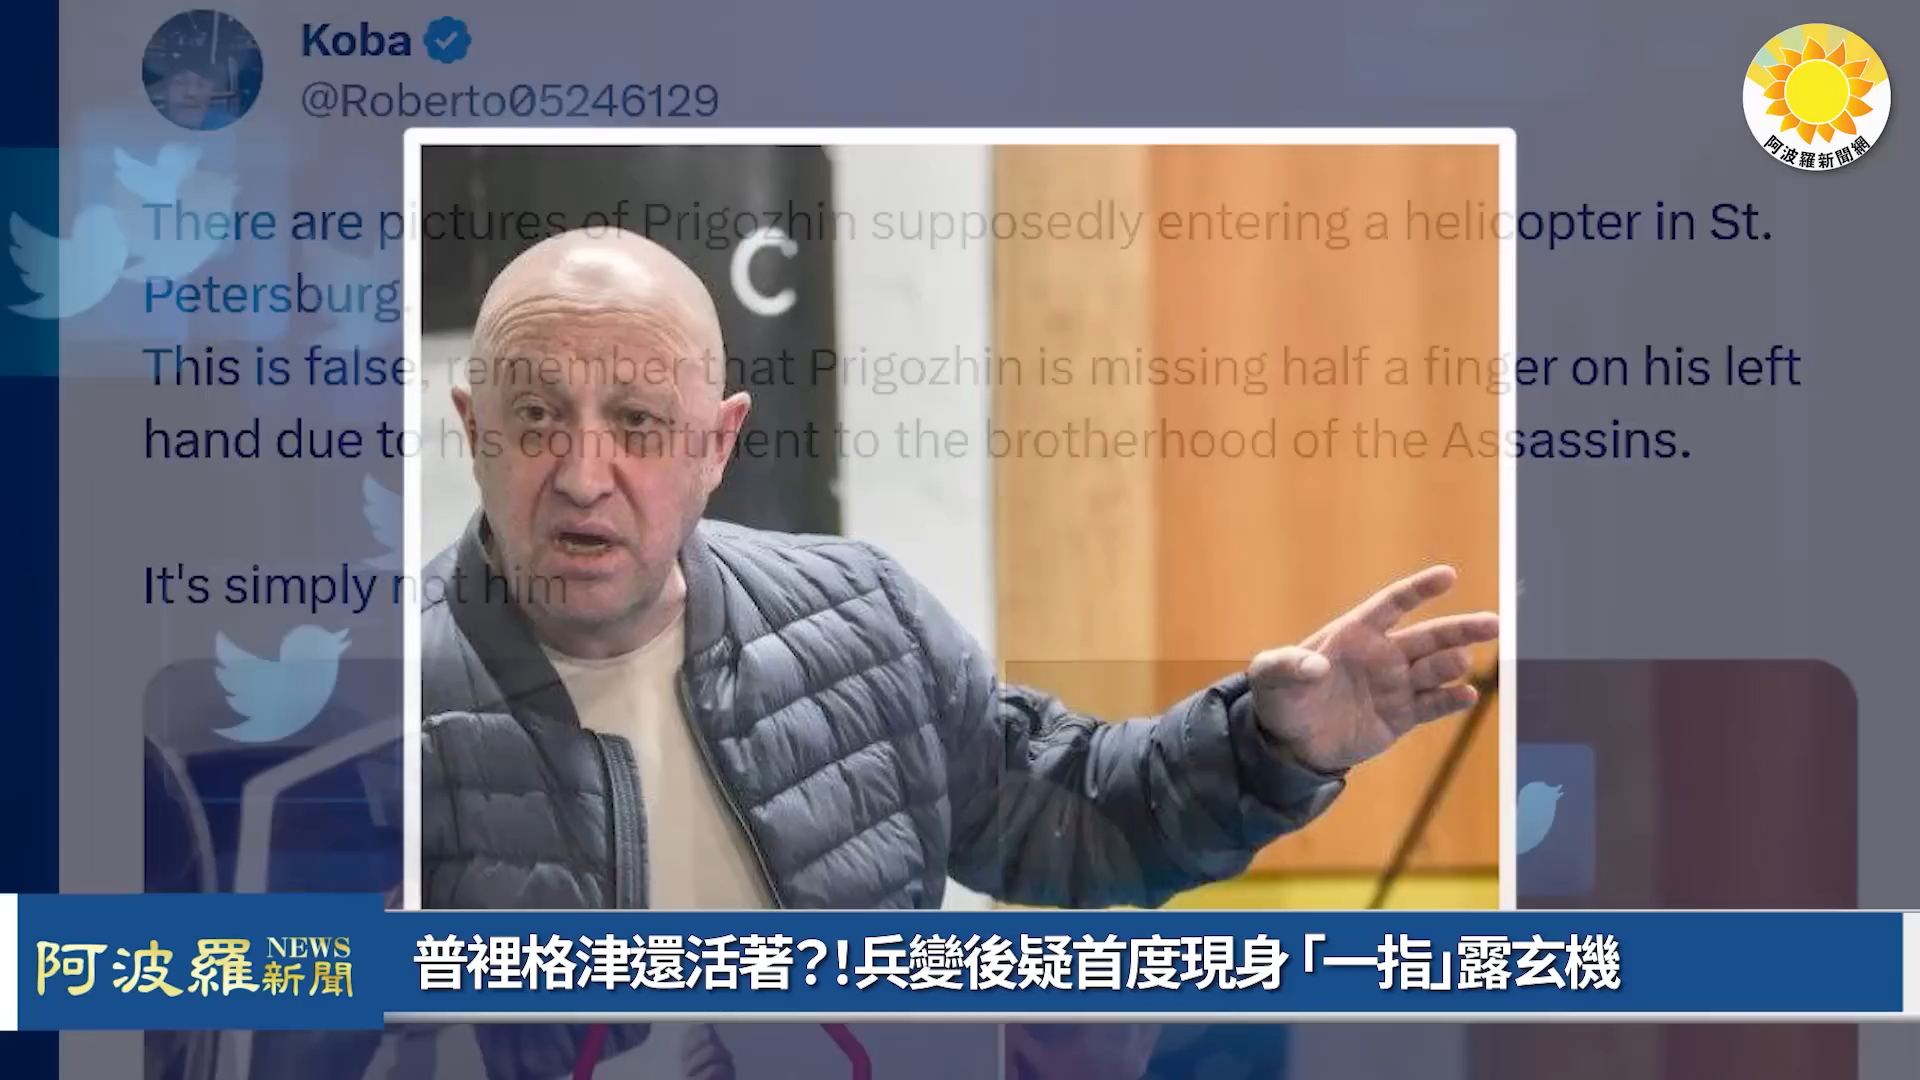 Koba
@Roberto05246129
阿波羅新聞網
There are pictures of Prigozhin supposedly entering a helicopter in St.
Petersburg.
This is false, remember that Prigozhin is missing half a finger on his left
hand due to his commitment to the brotherhood of the Assassins.
It's simply not him
C
阿波羅 NEWS 新聞
普裡格津還活著?!兵變後疑首度現身「一指」露玄機